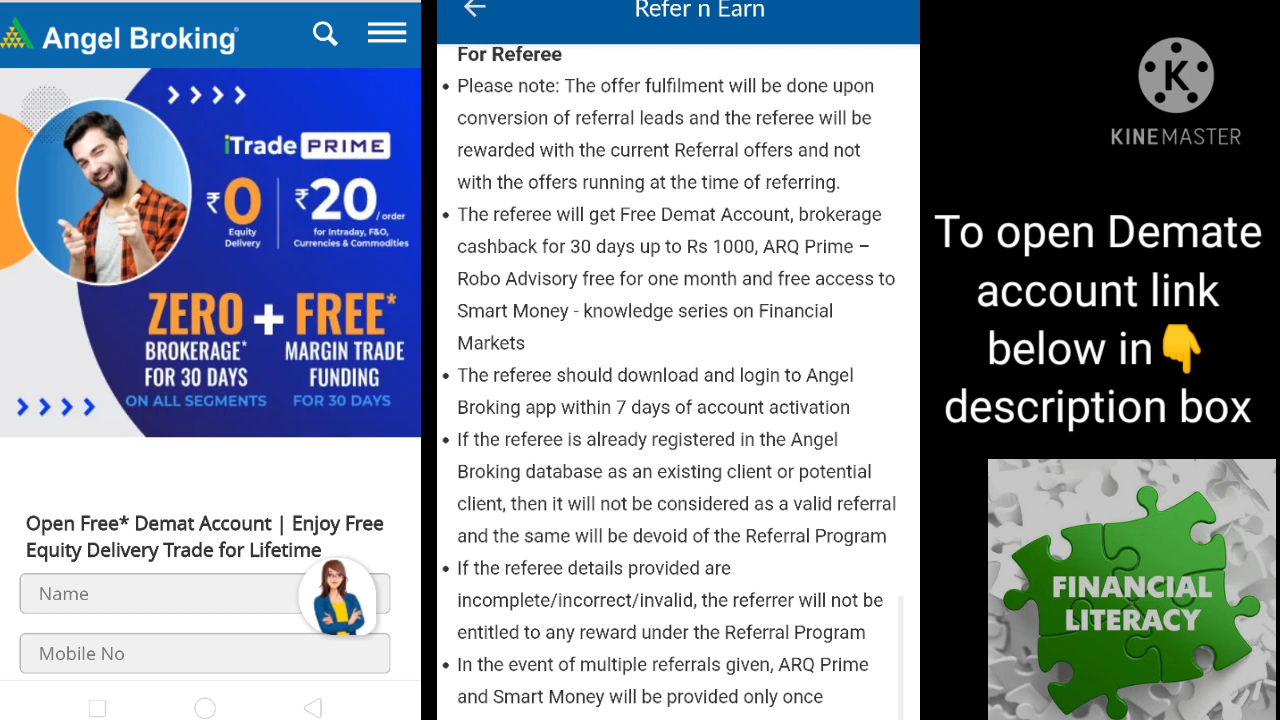 Angel Broking
iTrade PRIME
₹0
Equity
Delivery
₹20 / order
for Intraday, F&O,
Currencies & Commodities
ZERO + FREE*
BROKERAGE*
FOR 30 DAYS
ON ALL SEGMENTS
MARGIN TRADE
FUNDING
FOR 30 DAYS
Open Free* Demat Account | Enjoy Free
Equity Delivery Trade for Lifetime
Name
Mobile No
Refer n Earn
For Referee
• Please note: The offer fulfilment will be done upon
conversion of referral leads and the referee will be
rewarded with the current Referral offers and not
with the offers running at the time of referring.
• The referee will get Free Demat Account, brokerage
cashback for 30 days up to Rs 1000, ARQ Prime –
Robo Advisory free for one month and free access to
Smart Money - knowledge series on Financial
Markets
• The referee should download and login to Angel
Broking app within 7 days of account activation
• If the referee is already registered in the Angel
Broking database as an existing client or potential
client, then it will not be considered as a valid referral
and the same will be devoid of the Referral Program
• If the referee details provided are
incomplete/incorrect/invalid, the referrer will not be
entitled to any reward under the Referral Program
• In the event of multiple referrals given, ARQ Prime
and Smart Money will be provided only once
K
KINEMASTER
To open Demate
account link
below in👇
description box
FINANCIAL
LITERACY